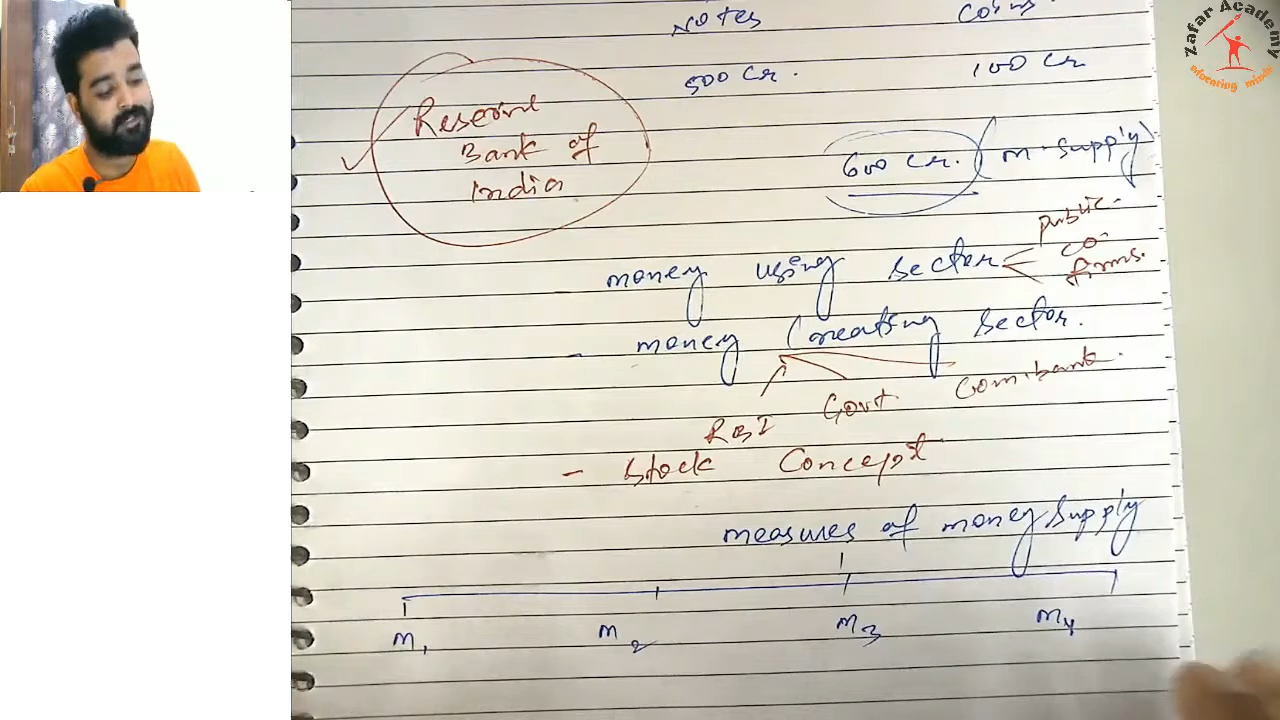 Notes Coins
500 Cr. 100 Cr
Reserve
Bank of
India
600 Cr. (m-supply)
money using sector
public.
co
firms.
money Creating sector.
RBI Govt Com.bank.
- Stock Concept
measures of money supply
M1 M2 M3 M4
Zafar Academy
educating minds